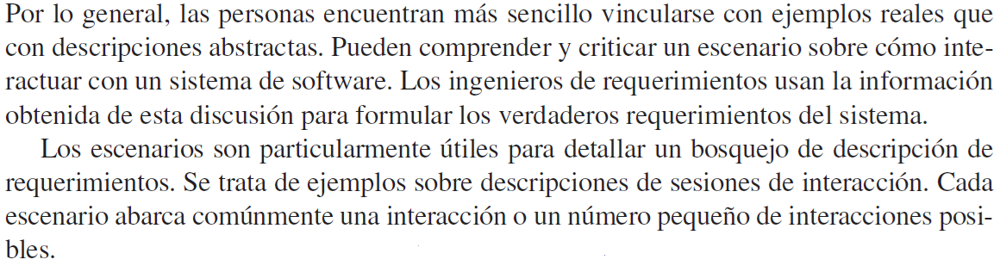 Por lo general, las personas encuentran más sencillo vincularse con ejemplos reales que
con descripciones abstractas. Pueden comprender y criticar un escenario sobre cómo inte-
ractuar con un sistema de software. Los ingenieros de requerimientos usan la información
obtenida de esta discusión para formular los verdaderos requerimientos del sistema.
Los escenarios son particularmente útiles para detallar un bosquejo de descripción de
requerimientos. Se trata de ejemplos sobre descripciones de sesiones de interacción. Cada
escenario abarca comúnmente una interacción o un número pequeño de interacciones posi-
bles.